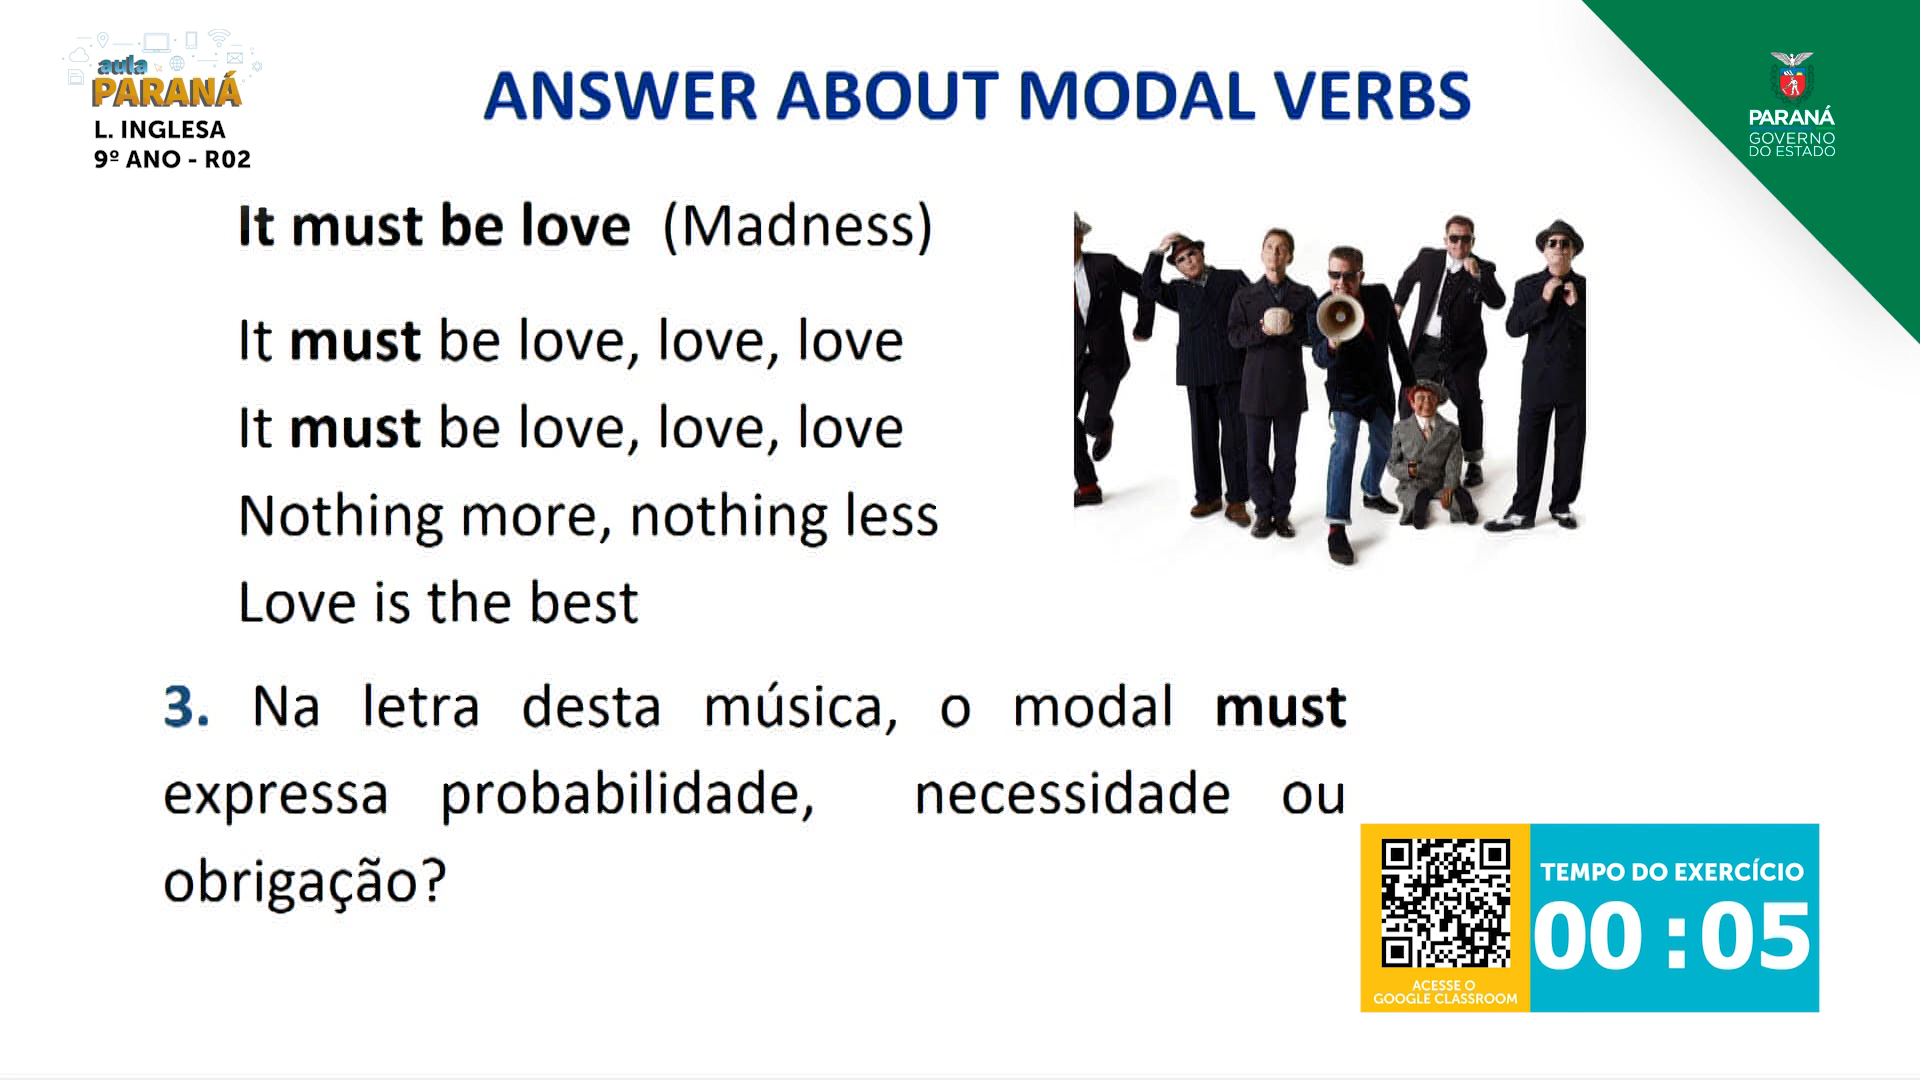 aula
PARANÁ
L. INGLESA
9º ANO - R02
ANSWER ABOUT MODAL VERBS
PARANÁ
GOVERNO
DO ESTADO
It must be love (Madness)
It must be love, love, love
It must be love, love, love
Nothing more, nothing less
Love is the best
3. Na letra desta música, o modal must
expressa probabilidade, necessidade ou
obrigação?
ACESSE O
GOOGLE CLASSROOM
TEMPO DO EXERCÍCIO
00 :05